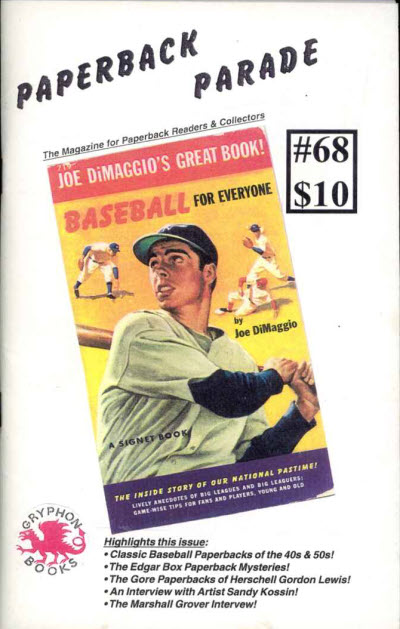 PAPERBACK
PARADE
The Magazine for Paperback Readers & Collectors
#68
$10
JOE DiMAGGIO'S GREAT BOOK!
BASEBALL FOR EVERYONE
by
Joe DiMaggio
A SIGNET BOOK
THE INSIDE STORY OF OUR NATIONAL PASTIME!
LIVELY ANECDOTES OF BIG LEAGUES AND BIG LEAGUERS:
GAME-WISE TIPS FOR FANS AND PLAYERS, YOUNG AND OLD
GRYPHON
BOOKS
Highlights this issue:
• Classic Baseball Paperbacks of the 40s & 50s!
• The Edgar Box Paperback Mysteries!
• The Gore Paperbacks of Herschell Gordon Lewis!
• An Interview with Artist Sandy Kossin!
• The Marshall Grover Intervew!